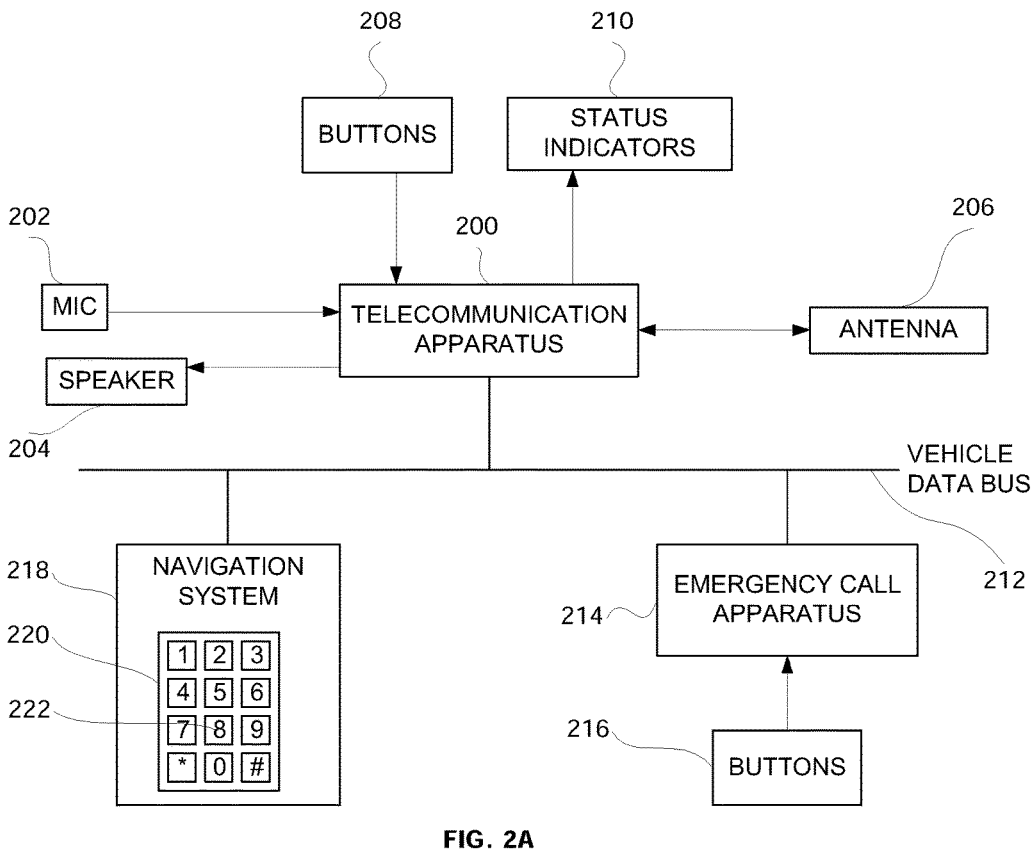 208
210
BUTTONS
STATUS
INDICATORS
202
200
206
MIC
TELECOMMUNICATION
APPARATUS
ANTENNA
SPEAKER
204
VEHICLE
DATA BUS
218
NAVIGATION
SYSTEM
212
214
EMERGENCY CALL
APPARATUS
220
1 2 3
4 5 6
222
7 8 9
* 0 #
216
BUTTONS
FIG. 2A